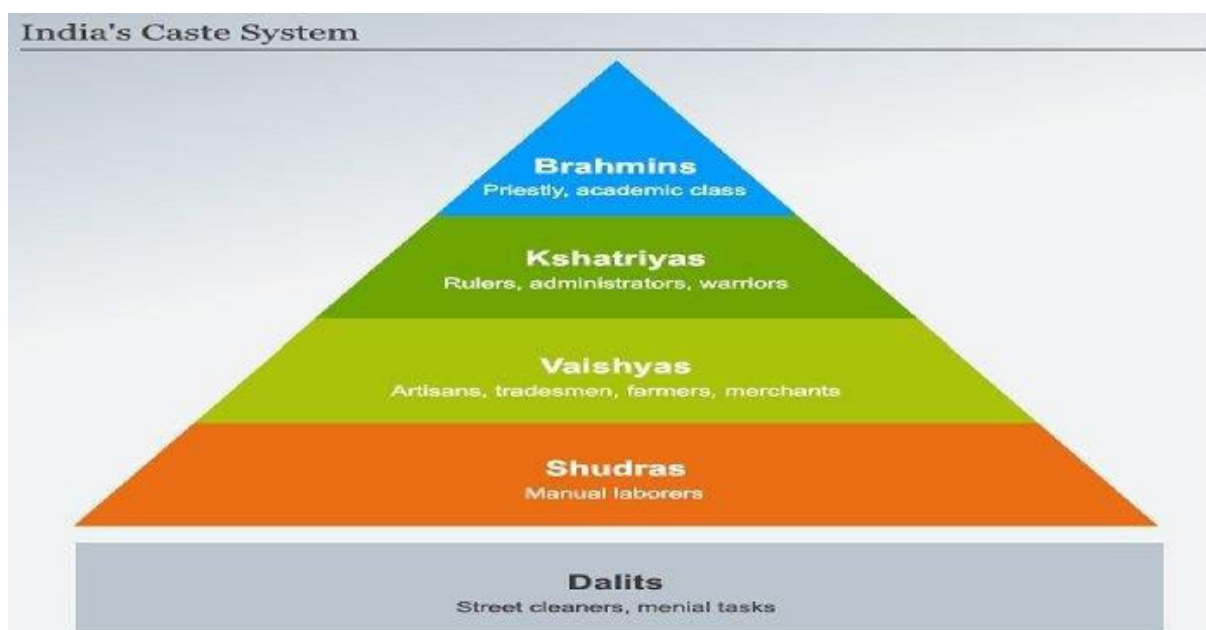 India's Caste System
Brahmins
Priestly, academic class
Kshatriyas
Rulers, administrators, warriors
Vaishyas
Artisans, tradesmen, farmers, merchants
Shudras
Manual laborers
Dalits
Street cleaners, menial tasks